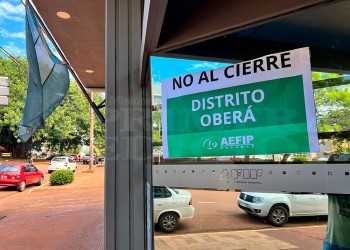 NO AL CIERRE
DISTRITO
OBERÁ
AEFIP